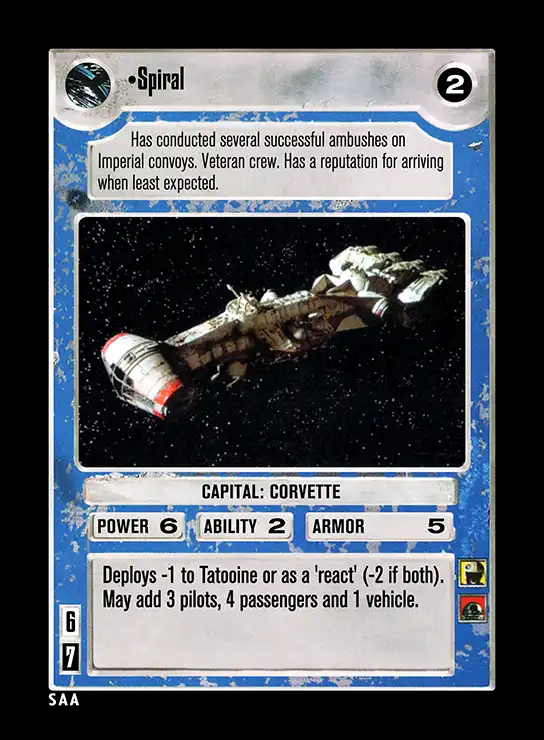 •Spiral
2
Has conducted several successful ambushes on
Imperial convoys. Veteran crew. Has a reputation for arriving
when least expected.
CAPITAL: CORVETTE
POWER 6 ABILITY 2 ARMOR 5
Deploys -1 to Tatooine or as a 'react' (-2 if both).
May add 3 pilots, 4 passengers and 1 vehicle.
6
7
SAA